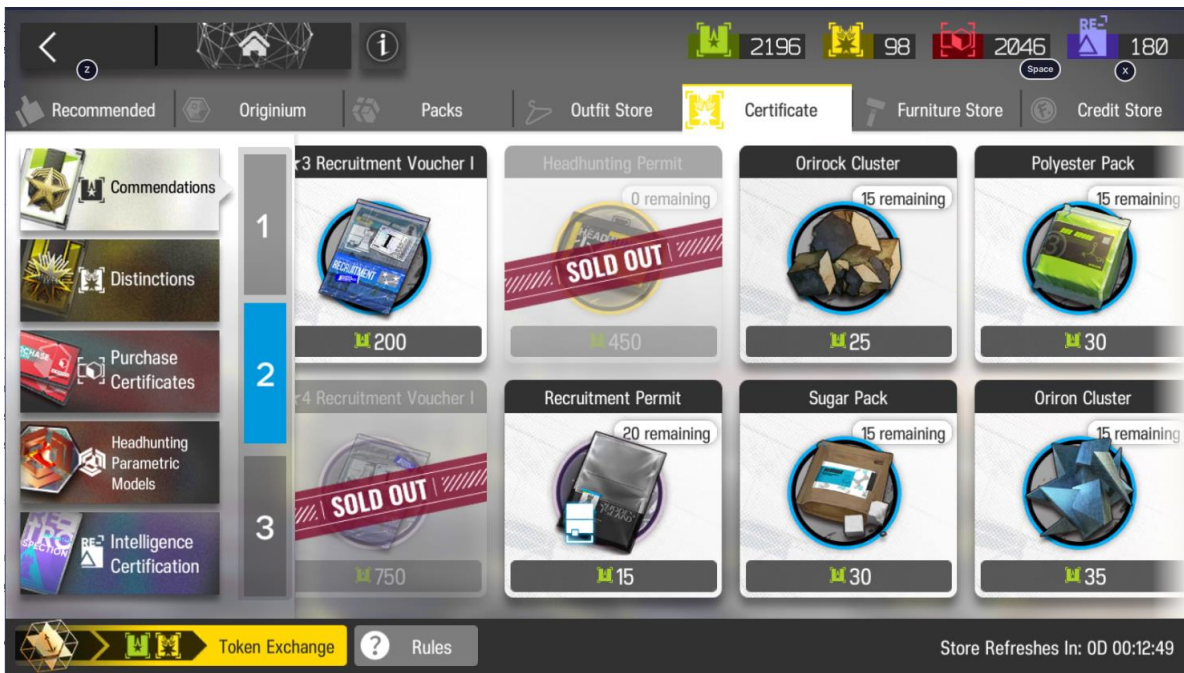 2196
98
2046
RE-
180
Z
Space
X
Recommended
Originium
Packs
Outfit Store
Certificate
Furniture Store
Credit Store
Commendations
Distinctions
Purchase
Certificates
Headhunting
Parametric
Models
RE-
Intelligence
Certification
1
2
3
★3 Recruitment Voucher I
RECRUITMENT
200
Headhunting Permit
0 remaining
SOLD OUT
450
Orirock Cluster
15 remaining
25
Polyester Pack
15 remaining
30
★4 Recruitment Voucher I
SOLD OUT
750
Recruitment Permit
20 remaining
15
Sugar Pack
15 remaining
30
Oriron Cluster
15 remaining
35
Token Exchange
? Rules
Store Refreshes In: 0D 00:12:49